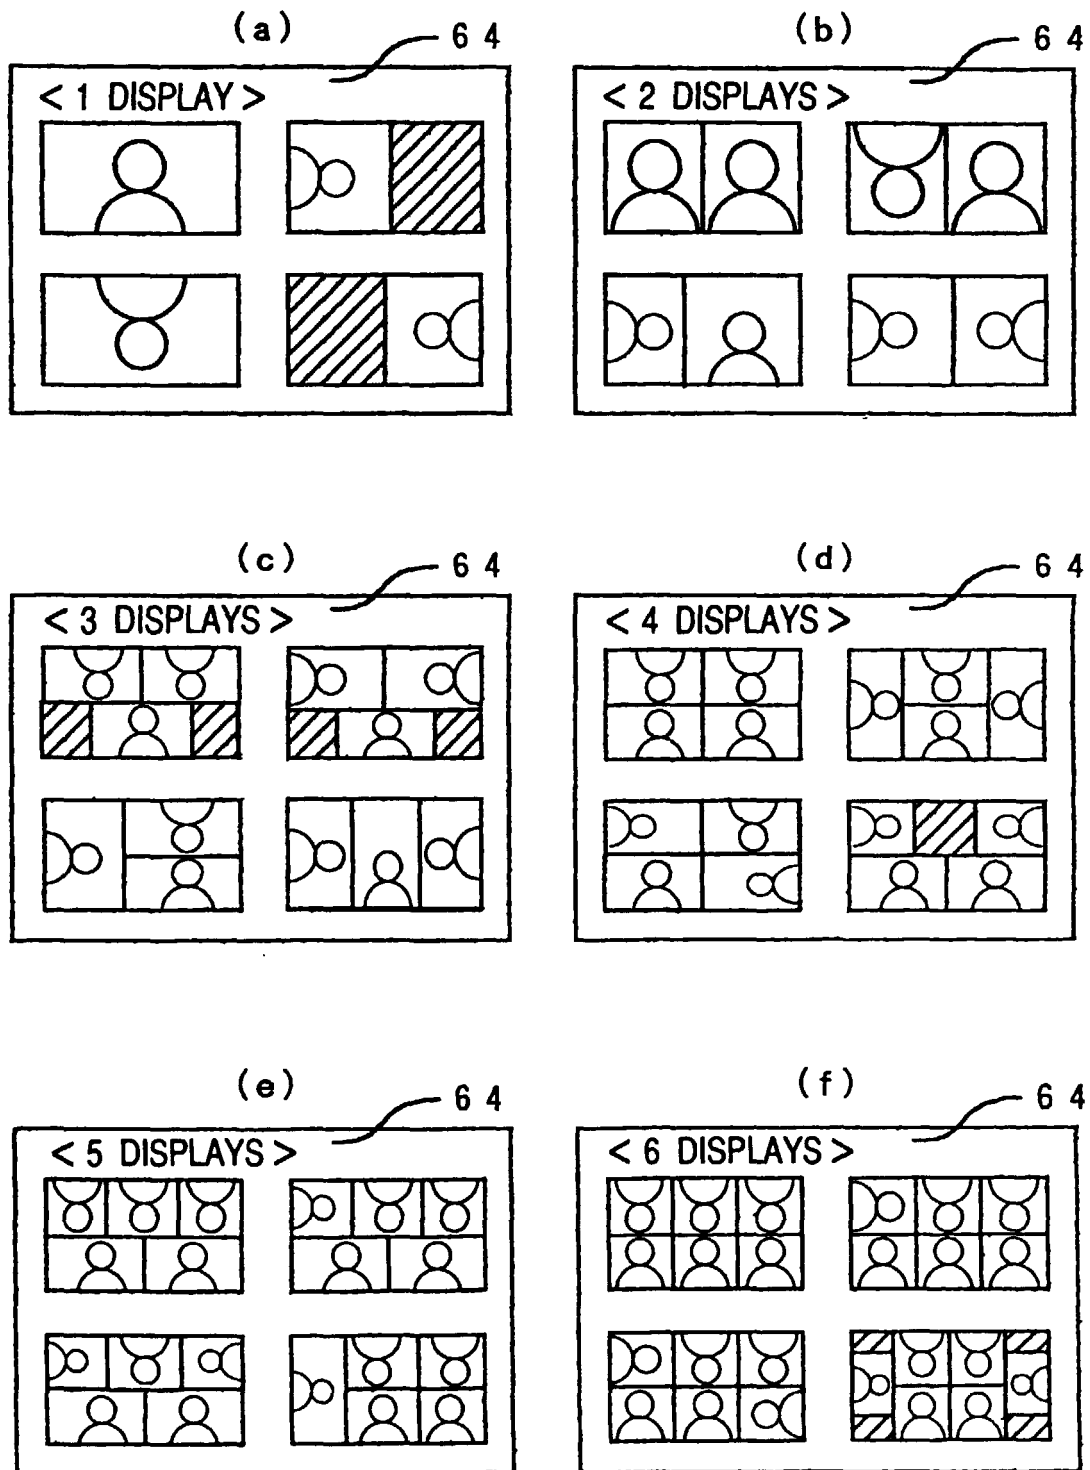 (a)
64
<1 DISPLAY>
(b)
64
<2 DISPLAYS>
(c)
64
<3 DISPLAYS>
(d)
64
<4 DISPLAYS>
(e)
64
<5 DISPLAYS>
(f)
64
<6 DISPLAYS>